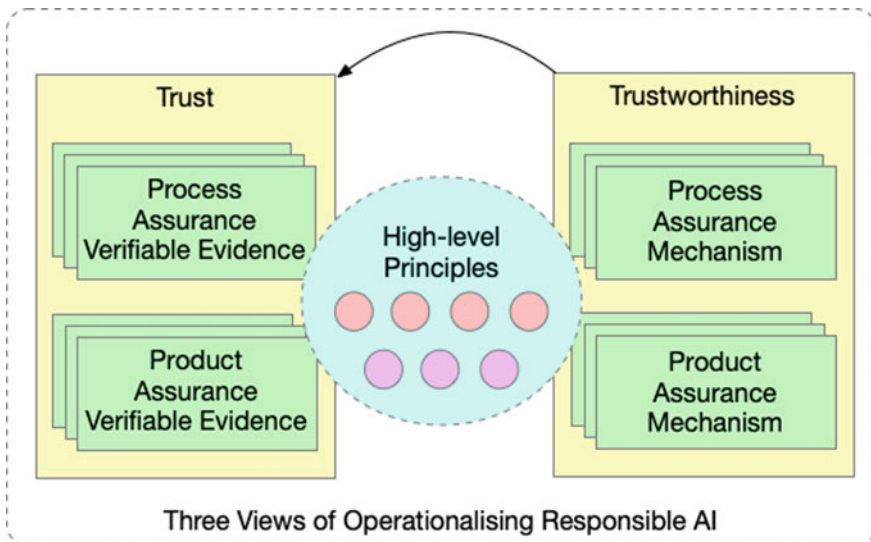 Trust
Process
Assurance
Verifiable Evidence
Product
Assurance
Verifiable Evidence
High-level
Principles
Trustworthiness
Process
Assurance
Mechanism
Product
Assurance
Mechanism
Three Views of Operationalising Responsible AI